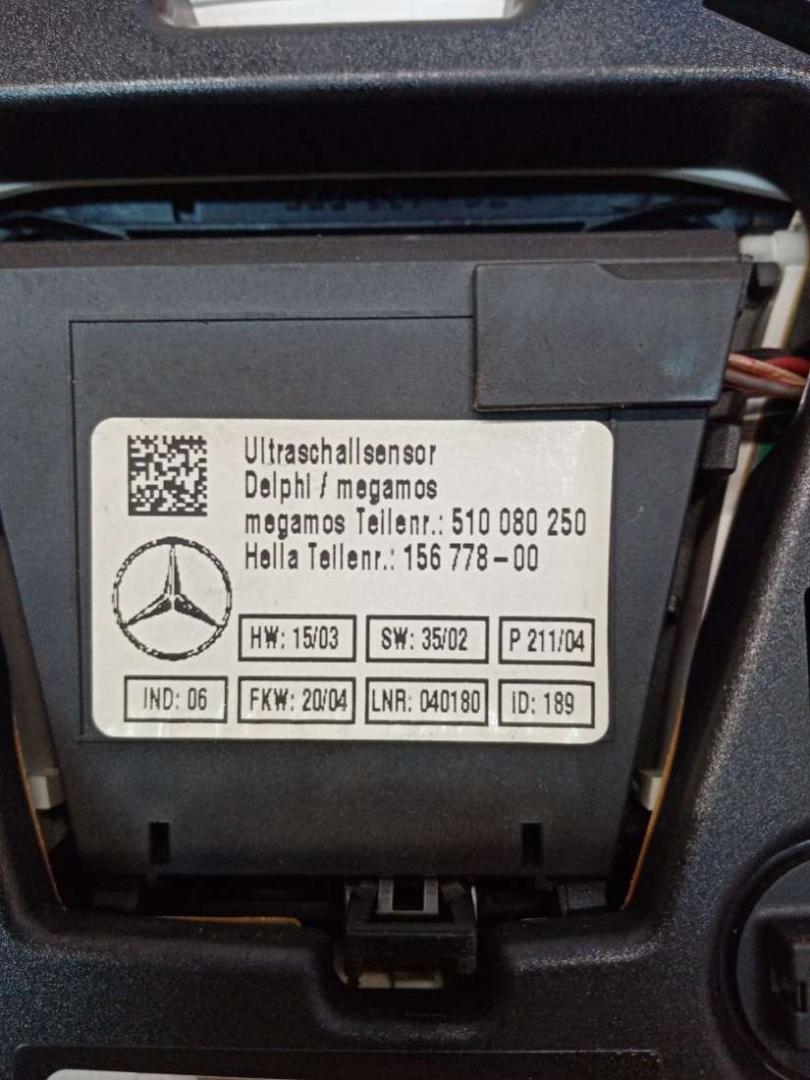 Ultraschallsensor
Delphi / megamos
megamos Teilenr.: 510 080 250
Hella Teilenr.: 156 778-00
HW: 15/03 SW: 35/02 P 211/04
IND: 06 FKW: 20/04 LNR: 040180 ID: 189